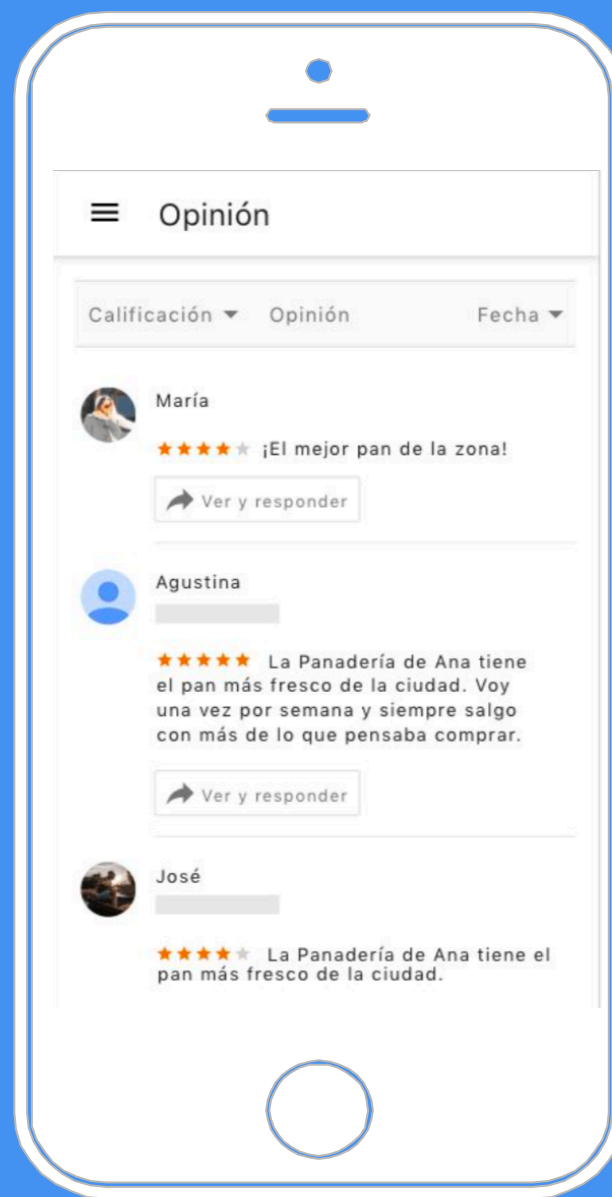 Opinión
Calificación Opinión Fecha
María
¡El mejor pan de la zona!
Ver y responder
Agustina
La Panadería de Ana tiene
el pan más fresco de la ciudad. Voy
una vez por semana y siempre salgo
con más de lo que pensaba comprar.
Ver y responder
José
La Panadería de Ana tiene el
pan más fresco de la ciudad.